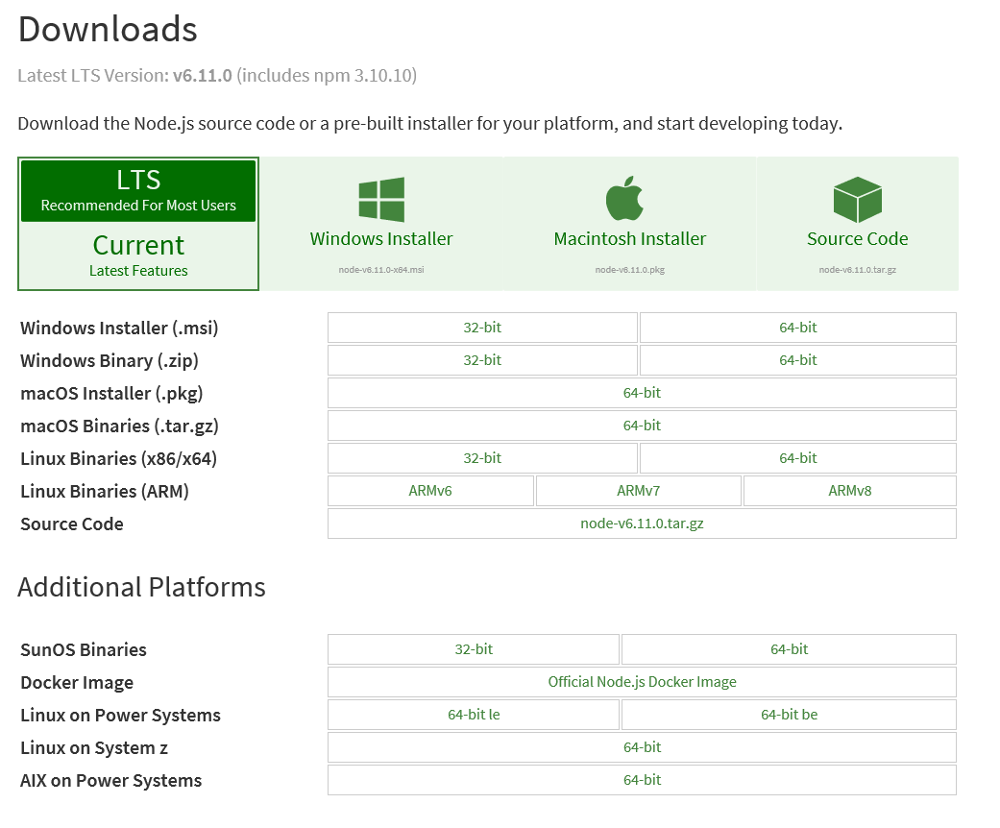 Downloads
Latest LTS Version: v6.11.0 (includes npm 3.10.10)
Download the Node.js source code or a pre-built installer for your platform, and start developing today.
LTS
Recommended For Most Users
Current
Latest Features
Windows Installer
node-v6.11.0-x64.msi
Macintosh Installer
node-v6.11.0.pkg
Source Code
node-v6.11.0.tar.gz
Windows Installer (.msi) 32-bit 64-bit
Windows Binary (.zip) 32-bit 64-bit
macOS Installer (.pkg) 64-bit
macOS Binaries (.tar.gz) 64-bit
Linux Binaries (x86/x64) 32-bit 64-bit
Linux Binaries (ARM) ARMv6 ARMv7 ARMv8
Source Code node-v6.11.0.tar.gz
Additional Platforms
SunOS Binaries 32-bit 64-bit
Docker Image Official Node.js Docker Image
Linux on Power Systems 64-bit le 64-bit be
Linux on System z 64-bit
AIX on Power Systems 64-bit